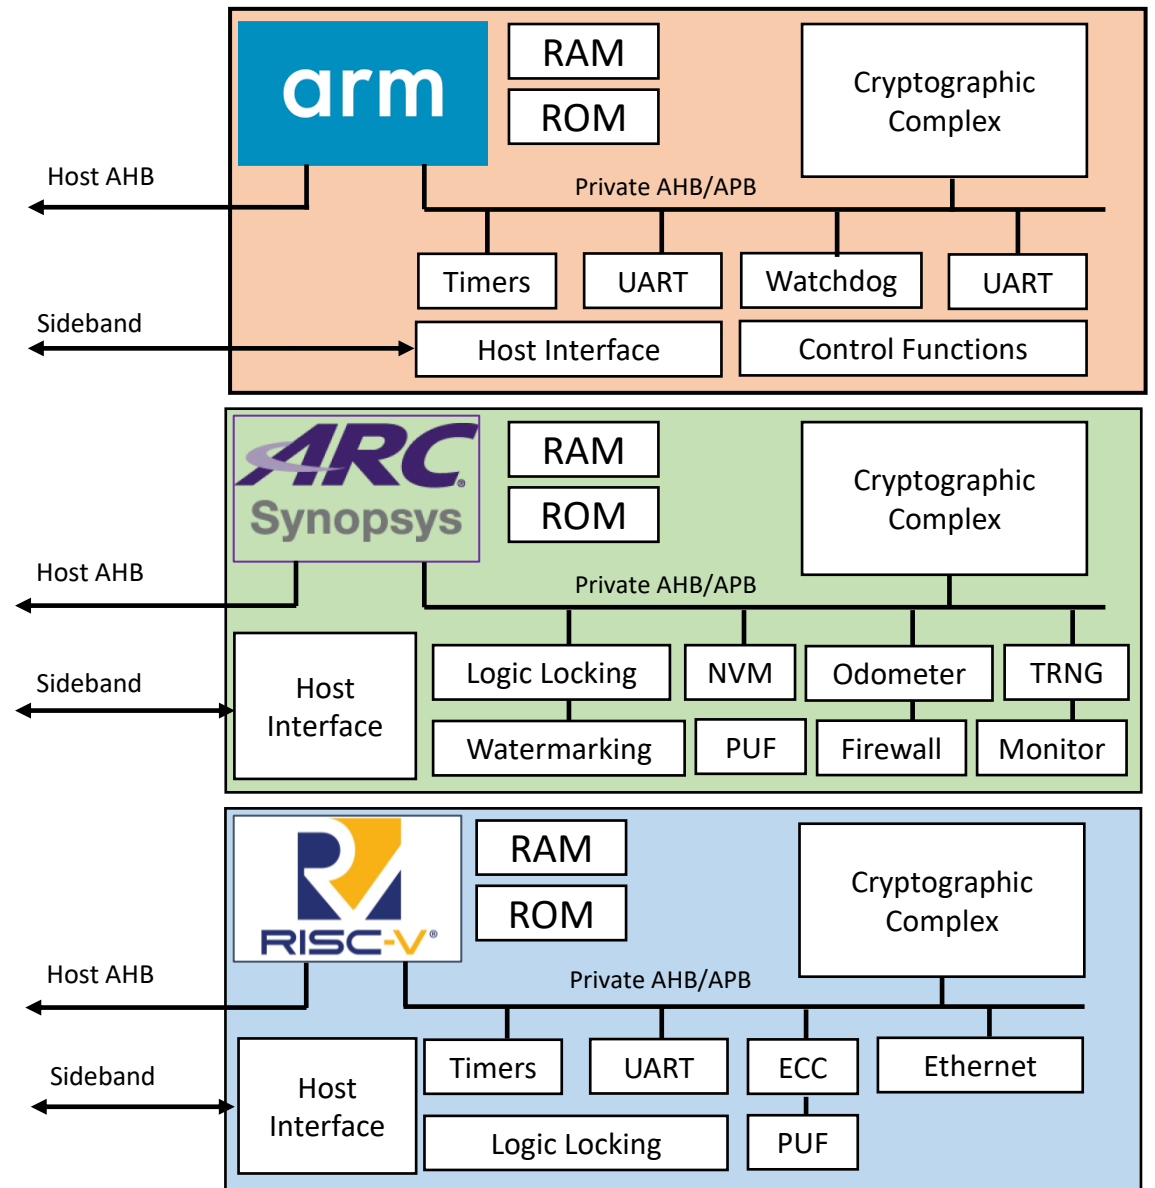 arm
RAM
ROM
Cryptographic
Complex
Host AHB
Private AHB/APB
Timers
UART
Watchdog
UART
Sideband
Host Interface
Control Functions
ARC®
Synopsys
RAM
ROM
Cryptographic
Complex
Host AHB
Private AHB/APB
Sideband
Host
Interface
Logic Locking
NVM
Odometer
TRNG
Watermarking
PUF
Firewall
Monitor
RISC-V®
RAM
ROM
Cryptographic
Complex
Host AHB
Private AHB/APB
Sideband
Host
Interface
Timers
UART
ECC
Ethernet
Logic Locking
PUF